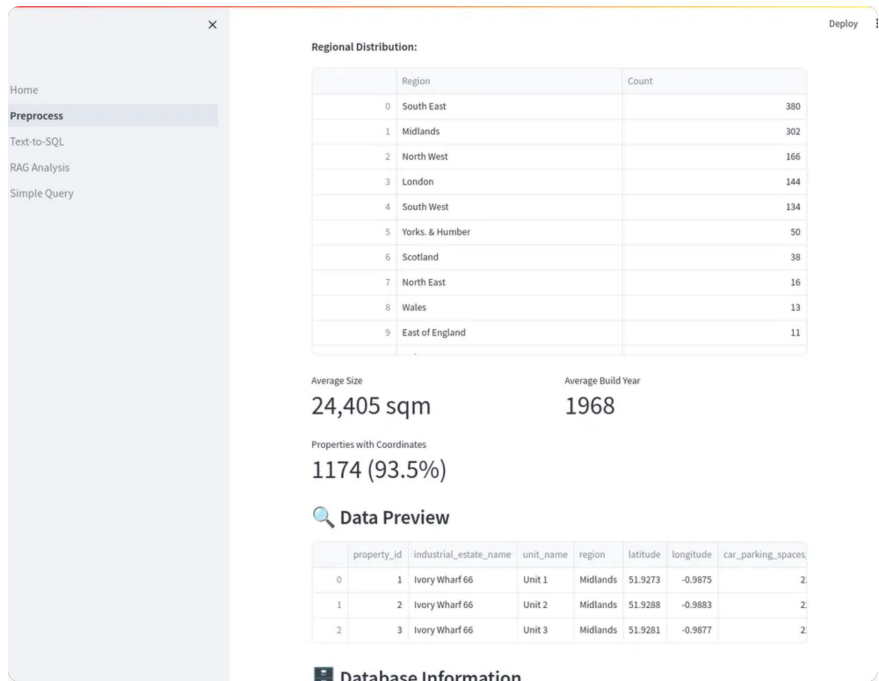 Deploy
Home
Preprocess
Text-to-SQL
RAG Analysis
Simple Query
Regional Distribution:
Region Count
0 South East 380
1 Midlands 302
2 North West 166
3 London 144
4 South West 134
5 Yorks. & Humber 50
6 Scotland 38
7 North East 16
8 Wales 13
9 East of England 11
Average Size Average Build Year
24,405 sqm 1968
Properties with Coordinates
1174 (93.5%)
Data Preview
property_id industrial_estate_name unit_name region latitude longitude car_parking_spaces_
0 1 Ivory Wharf 66 Unit 1 Midlands 51.9273 -0.9875
1 2 Ivory Wharf 66 Unit 2 Midlands 51.9288 -0.9883
2 3 Ivory Wharf 66 Unit 3 Midlands 51.9281 -0.9877
Database Information